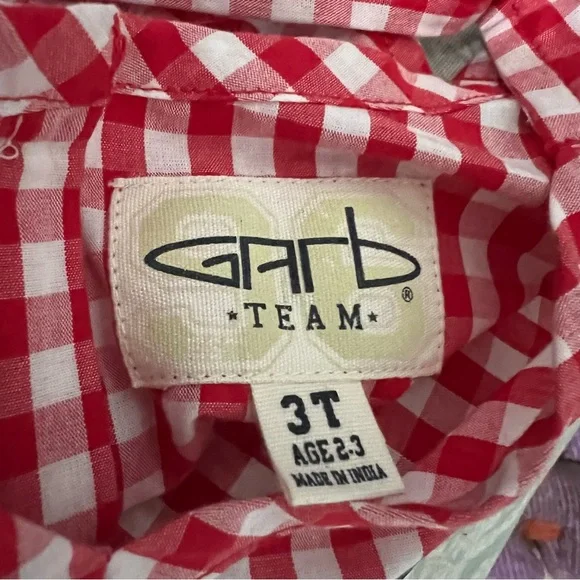 Garb
®
★TEAM★
3T
AGE 2-3
MADE IN INDIA